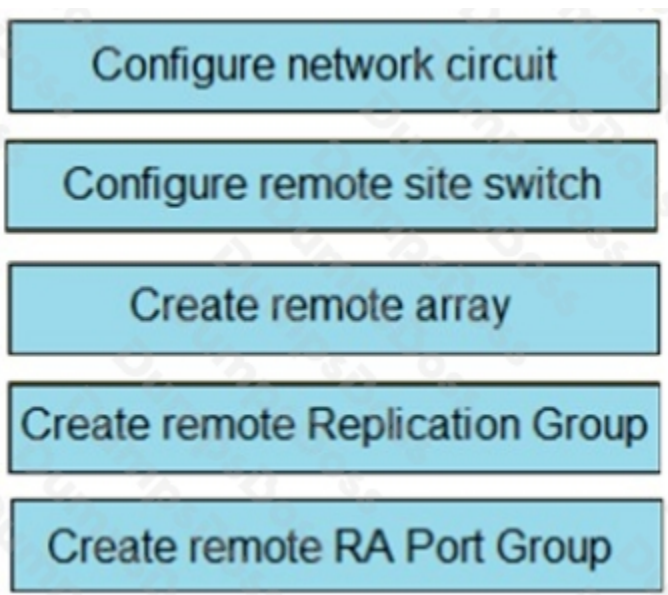 Configure network circuit
Configure remote site switch
Create remote array
Create remote Replication Group
Create remote RA Port Group